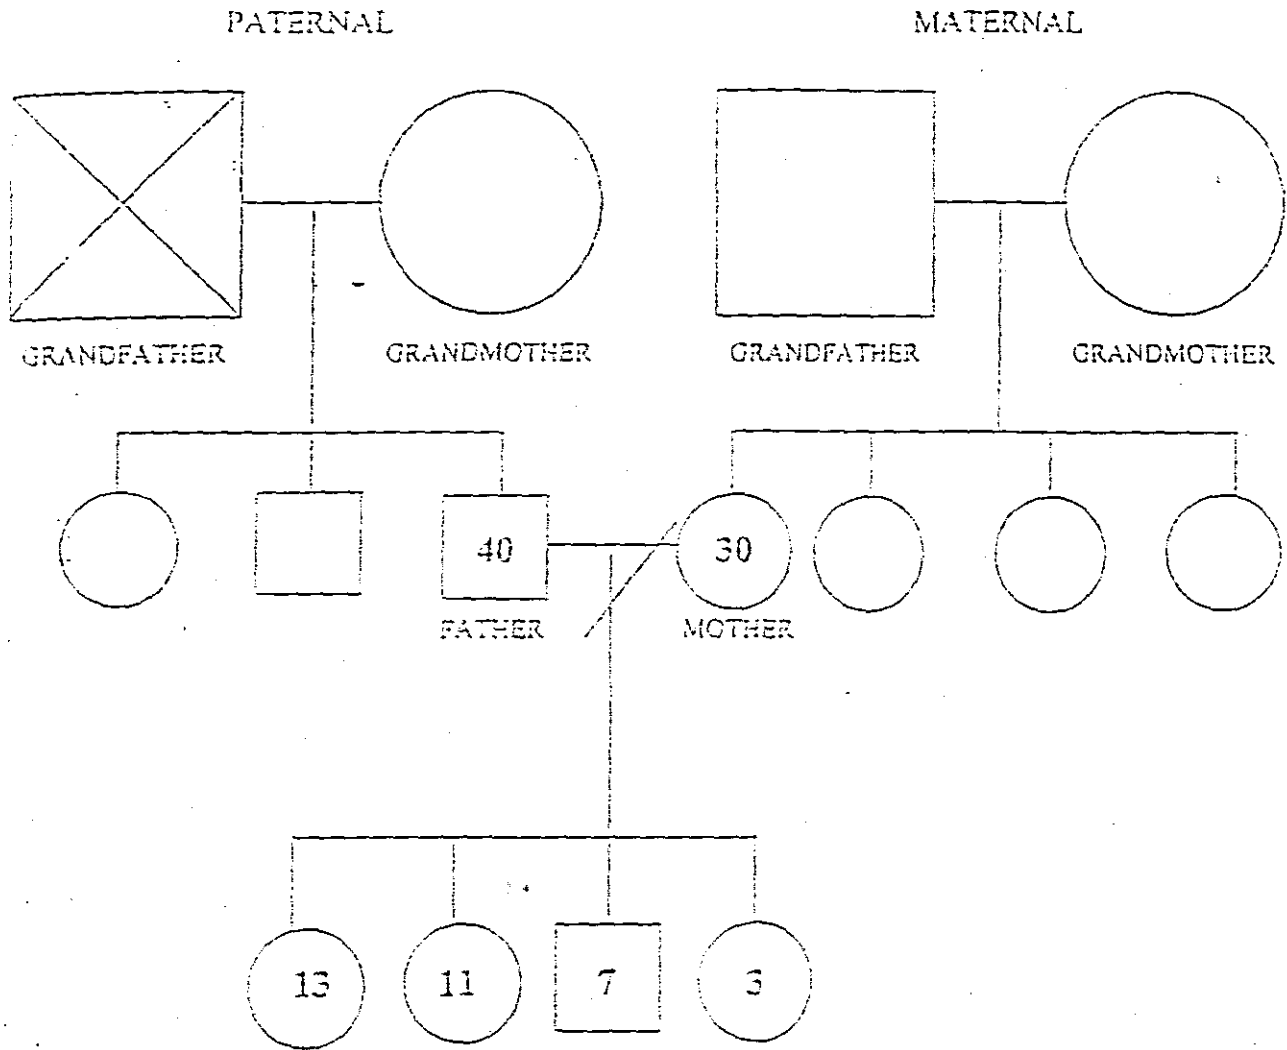 PATERNAL MATERNAL
GRANDFATHER GRANDMOTHER GRANDFATHER GRANDMOTHER
40 30
FATHER MOTHER
13 11 7 3